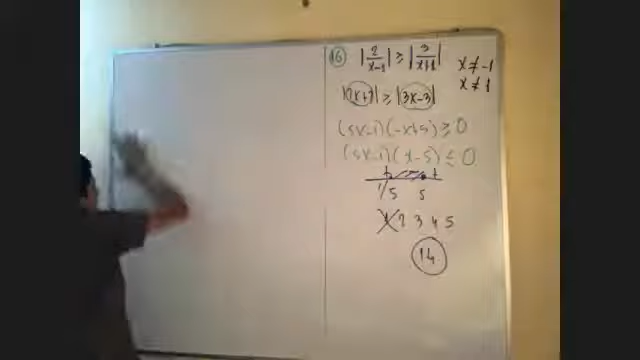 16 |2/x-1| ≥ |3/x+1| x ≠ -1
x ≠ 1
|2x+2| ≥ |3x-3|
(5x-1)(-x+5) ≥ 0
(5x-1)(x-5) ≤ 0
+ - +
1/5 5
1 2 3 4 5
14